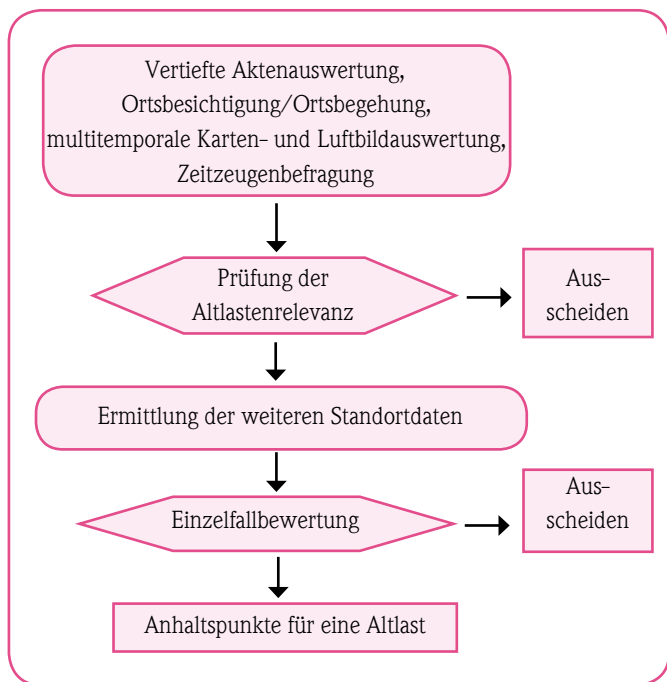 Vertiefte Aktenauswertung,
Ortsbesichtigung/Ortsbegehung,
multitemporale Karten- und Luftbildauswertung,
Zeitzeugenbefragung
Prüfung der
Altlastenrelevanz
Aus-
scheiden
Ermittlung der weiteren Standortdaten
Einzelfallbewertung
Aus-
scheiden
Anhaltspunkte für eine Altlast